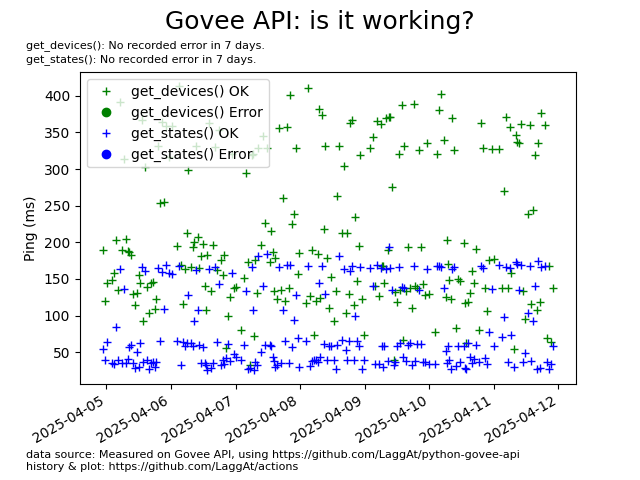 Govee API: is it working?
get_devices(): No recorded error in 7 days.
get_states(): No recorded error in 7 days.
get_devices() OK
get_devices() Error
get_states() OK
get_states() Error
Ping (ms)
400
350
300
250
200
150
100
50
2025-04-05
2025-04-06
2025-04-07
2025-04-08
2025-04-09
2025-04-10
2025-04-11
2025-04-12
data source: Measured on Govee API, using https://github.com/LaggAt/python-govee-api
history & plot: https://github.com/LaggAt/actions